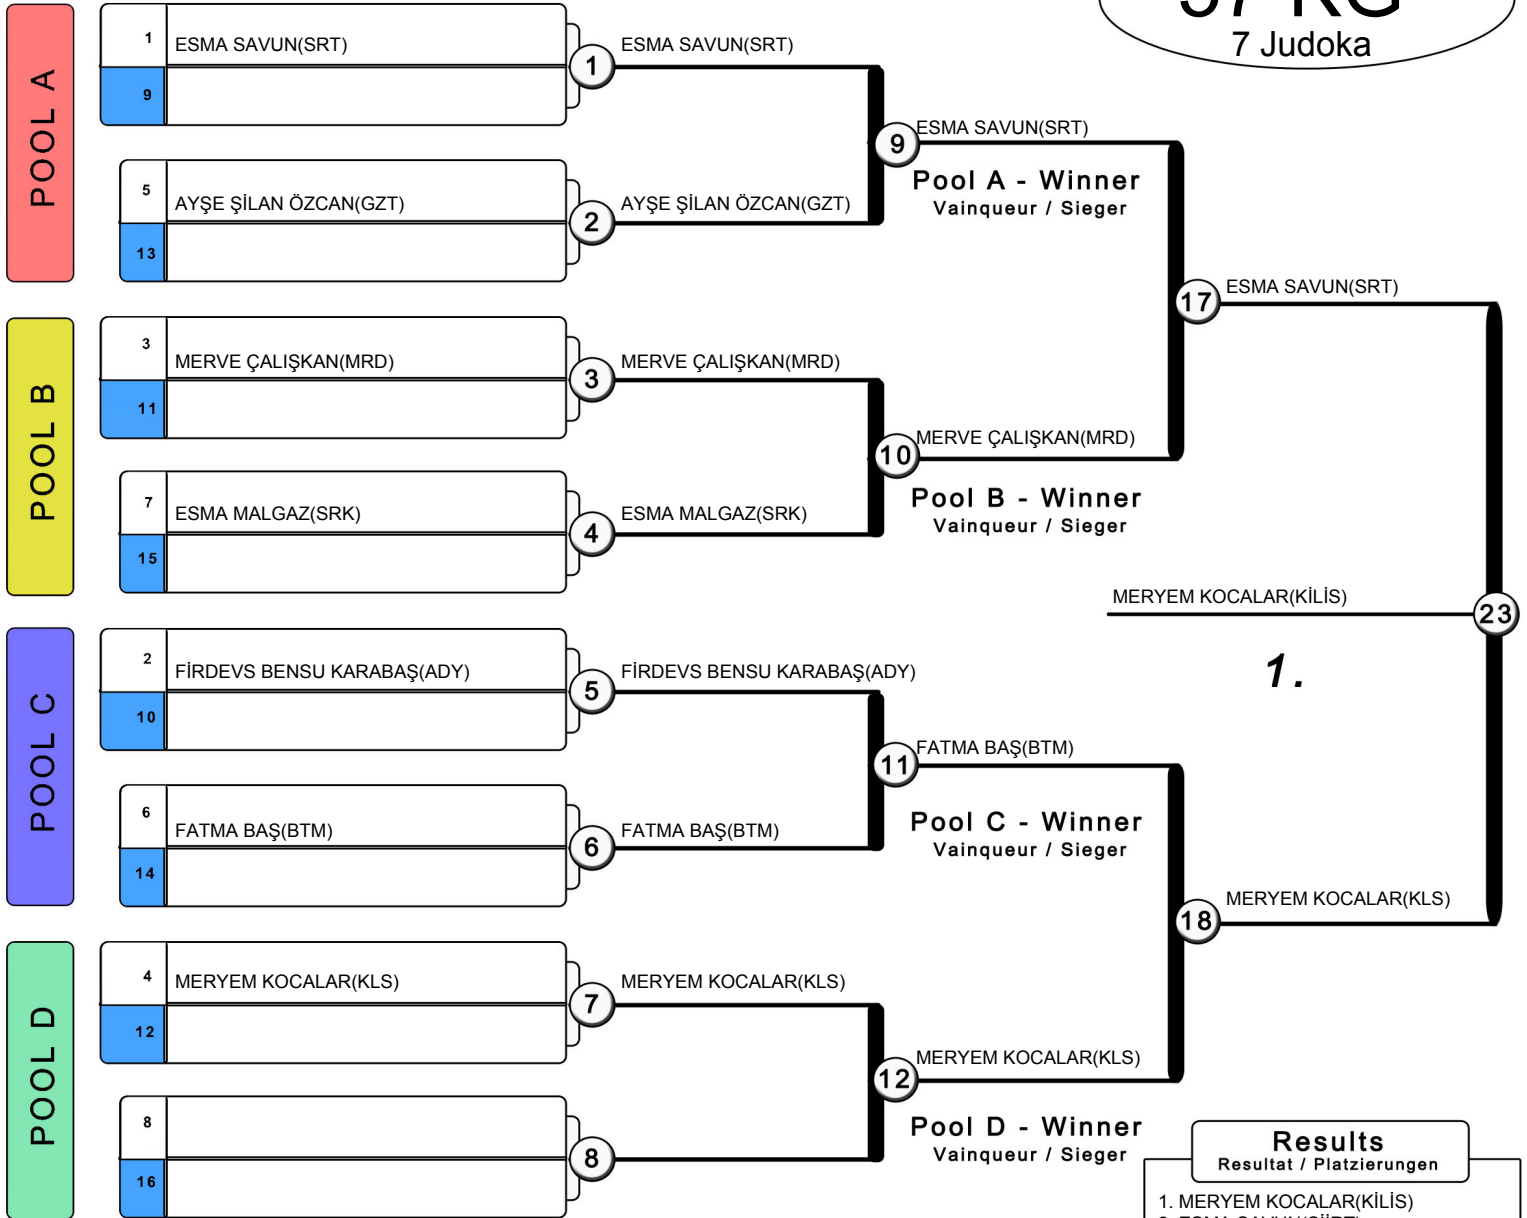 57 KG
7 Judoka
POOL A
1 ESMA SAVUN(SRT)
9
1
ESMA SAVUN(SRT)
5 AYŞE ŞİLAN ÖZCAN(GZT)
13
2
AYŞE ŞİLAN ÖZCAN(GZT)
9
ESMA SAVUN(SRT)
Pool A - Winner
Vainqueur / Sieger
17
ESMA SAVUN(SRT)
POOL B
3 MERVE ÇALIŞKAN(MRD)
11
3
MERVE ÇALIŞKAN(MRD)
7 ESMA MALGAZ(SRK)
15
4
ESMA MALGAZ(SRK)
10
MERVE ÇALIŞKAN(MRD)
Pool B - Winner
Vainqueur / Sieger
MERYEM KOCALAR(KİLİS)
23
1.
POOL C
2 FİRDEVS BENSU KARABAŞ(ADY)
10
5
FİRDEVS BENSU KARABAŞ(ADY)
6 FATMA BAŞ(BTM)
14
6
FATMA BAŞ(BTM)
11
FATMA BAŞ(BTM)
Pool C - Winner
Vainqueur / Sieger
18
MERYEM KOCALAR(KLS)
POOL D
4 MERYEM KOCALAR(KLS)
12
7
MERYEM KOCALAR(KLS)
8
16
8
12
MERYEM KOCALAR(KLS)
Pool D - Winner
Vainqueur / Sieger
Results
Resultat / Platzierungen
1. MERYEM KOCALAR(KİLİS)
2. ESMA SAVUN(SİİRT)